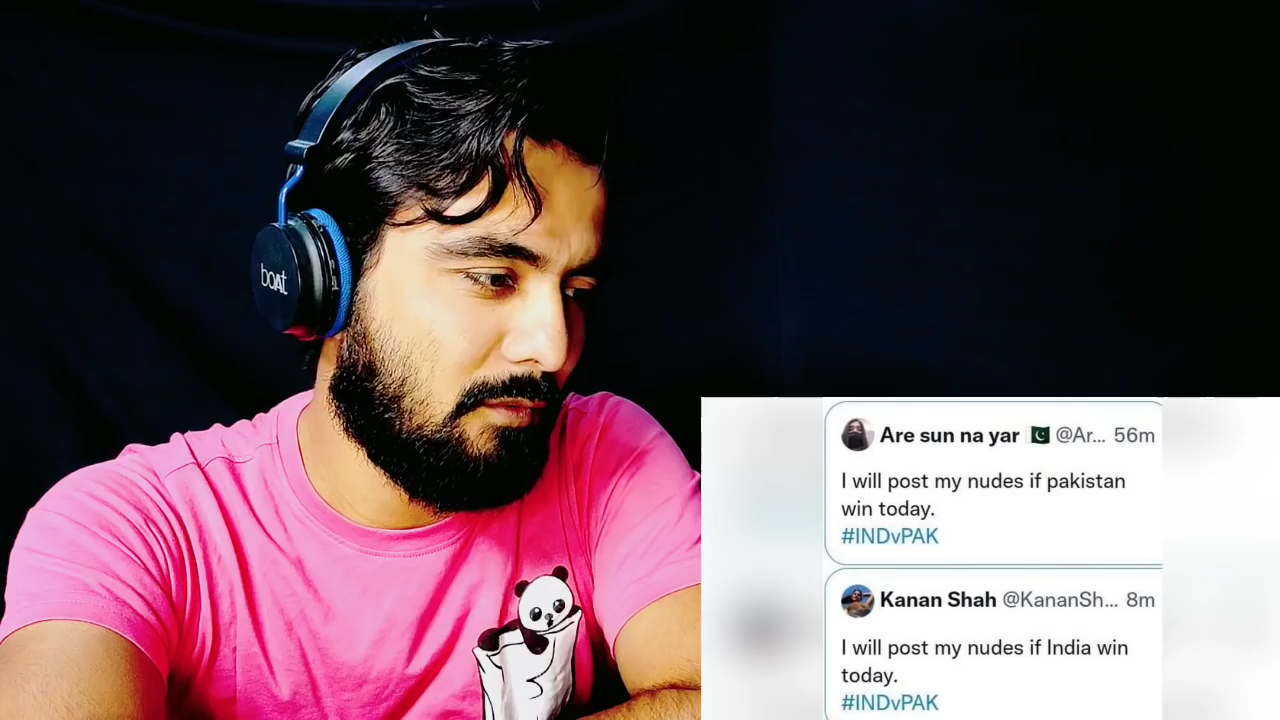 boAt
Are sun na yar 🇵🇰 @Ar... 56m
I will post my nudes if pakistan
win today.
#INDvPAK
Kanan Shah @KananSh... 8m
I will post my nudes if India win
today.
#INDvPAK